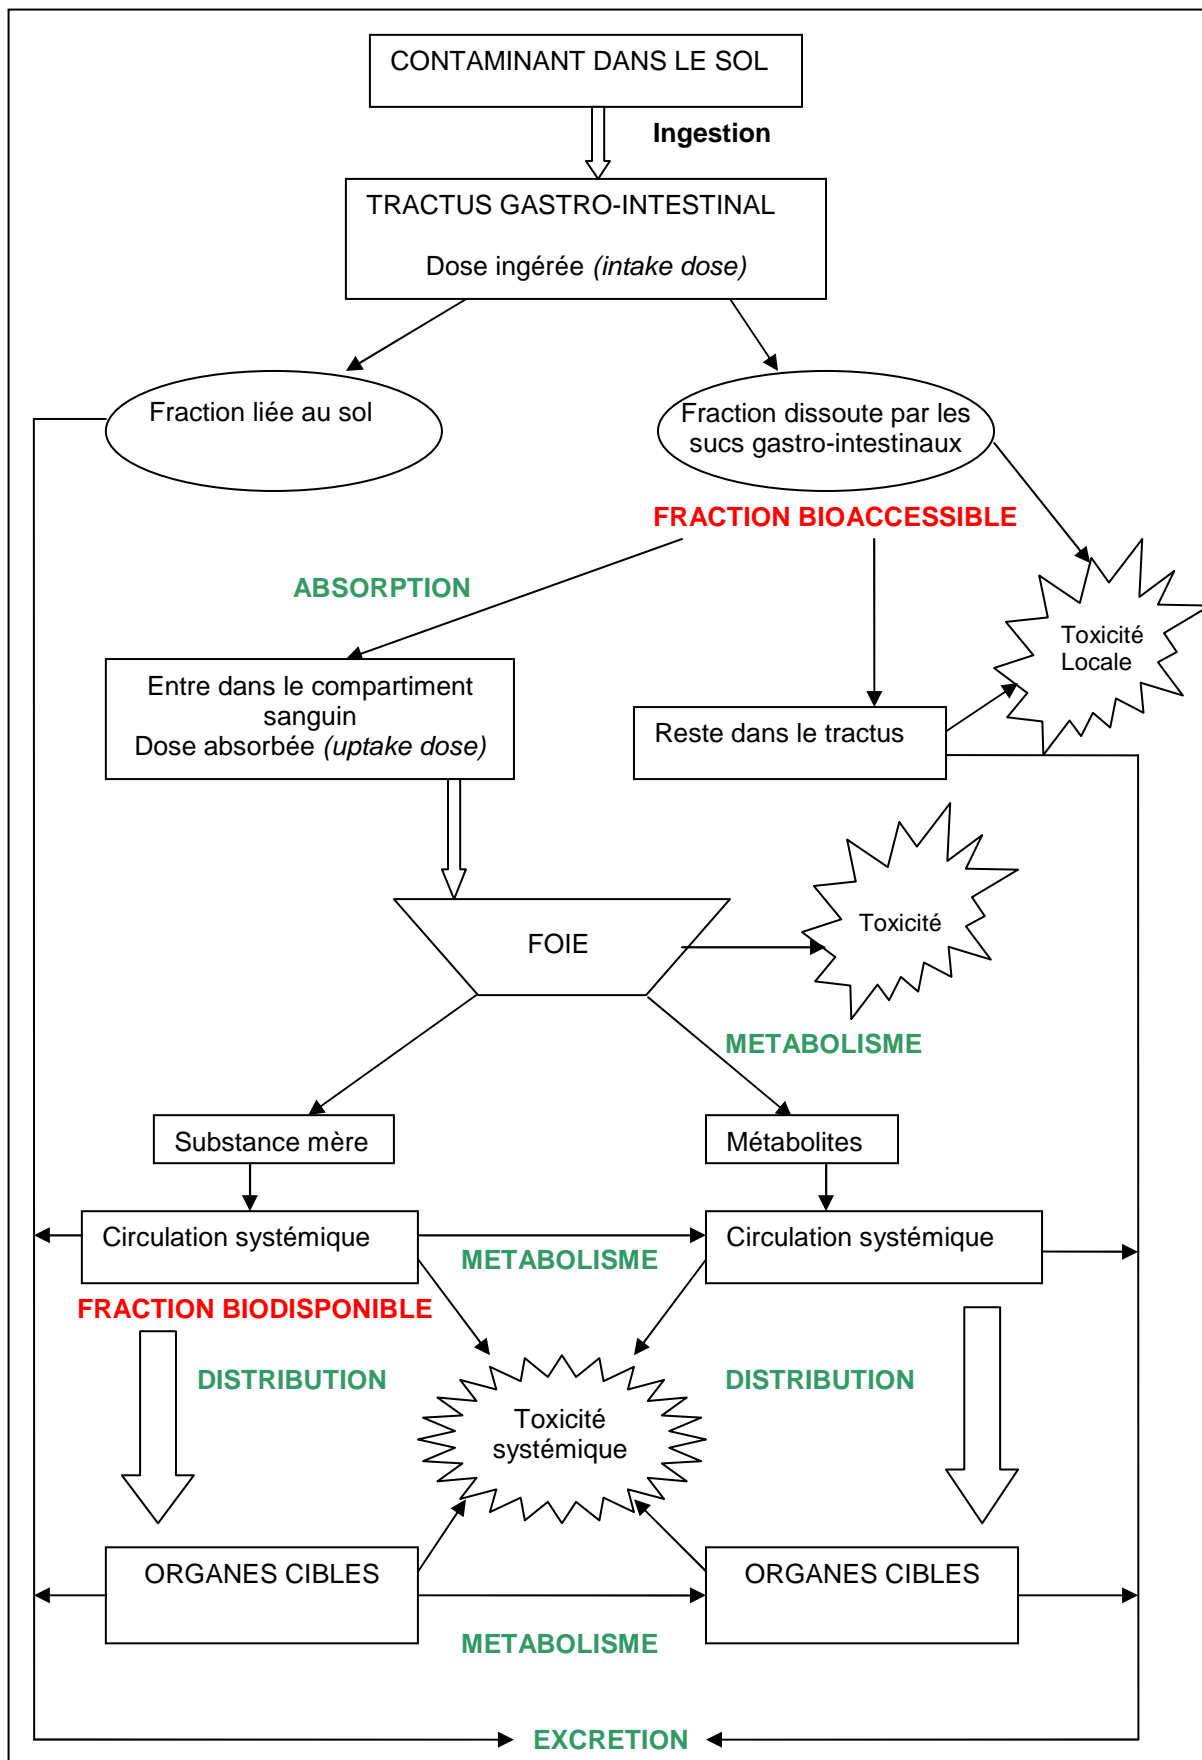 CONTAMINANT DANS LE SOL
Ingestion
TRACTUS GASTRO-INTESTINAL
Dose ingérée (intake dose)
Fraction liée au sol
Fraction dissoute par les
sucs gastro-intestinaux
FRACTION BIOACCESSIBLE
ABSORPTION
Toxicité
Locale
Entre dans le compartiment
sanguin
Dose absorbée (uptake dose)
Reste dans le tractus
FOIE
Toxicité
METABOLISME
Substance mère
Métabolites
Circulation systémique
METABOLISME
Circulation systémique
FRACTION BIODISPONIBLE
DISTRIBUTION
DISTRIBUTION
Toxicité
systémique
ORGANES CIBLES
ORGANES CIBLES
METABOLISME
EXCRETION